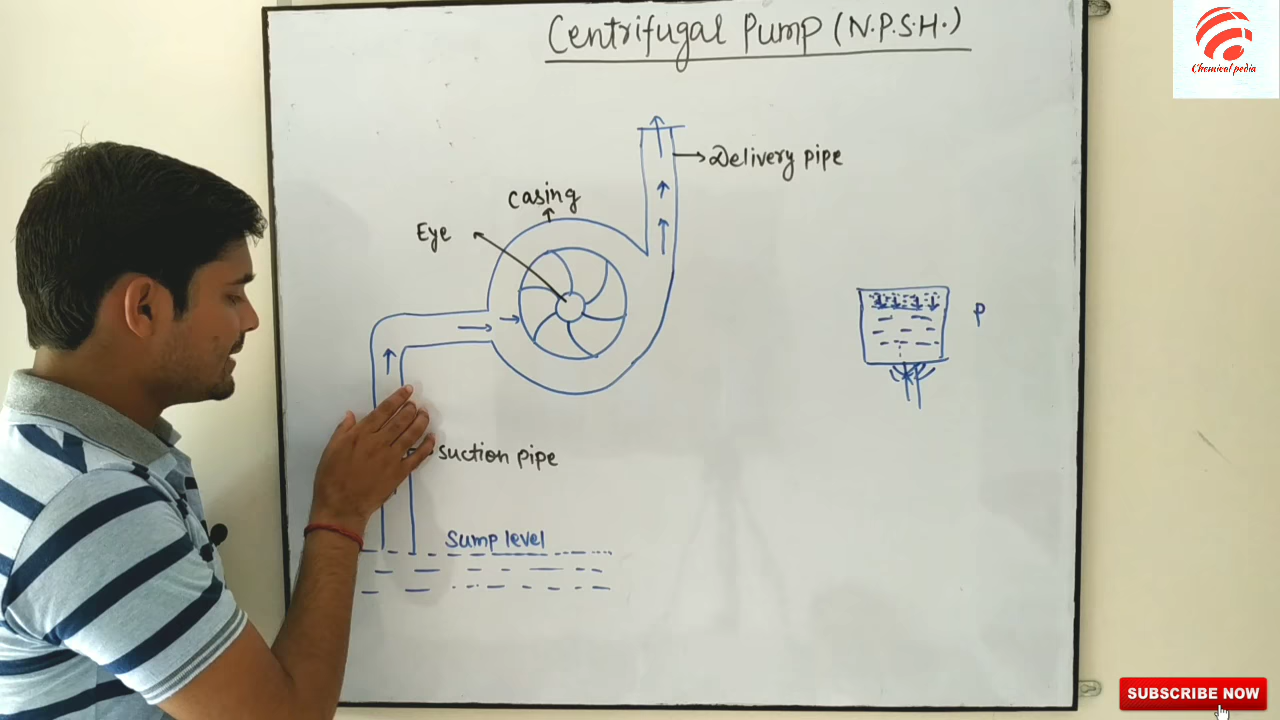 Centrifugal Pump (N.P.S.H.)
Chemical pedia
Delivery pipe
Casing
Eye
P
suction pipe
Sump level
SUBSCRIBE NOW